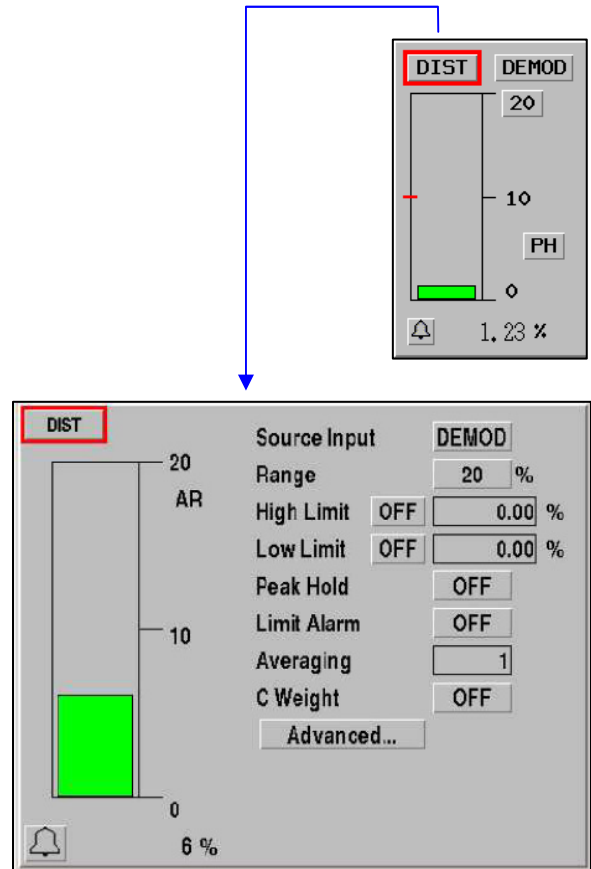 DIST DEMOD
20
10
PH
0
1.23 %
DIST
20
AR
10
0
6 %
Source Input DEMOD
Range 20 %
High Limit OFF 0.00 %
Low Limit OFF 0.00 %
Peak Hold OFF
Limit Alarm OFF
Averaging 1
C Weight OFF
Advanced...